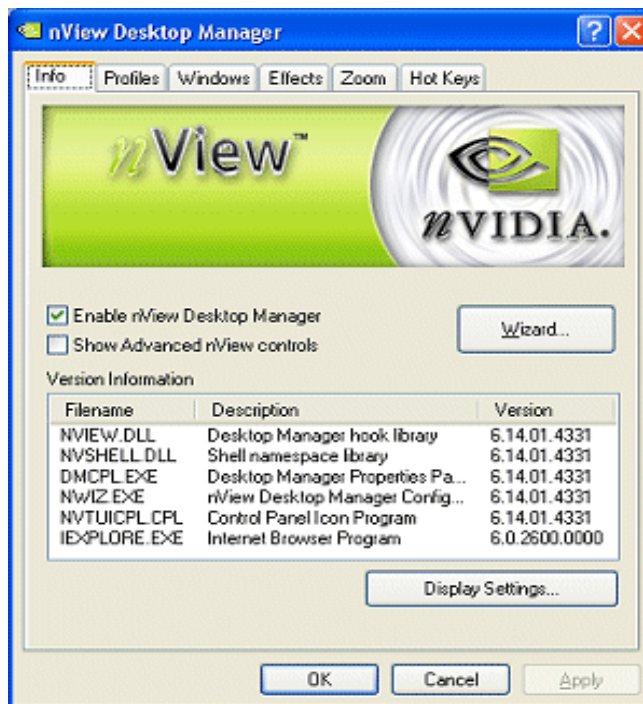 nView Desktop Manager
Info Profiles Windows Effects Zoom Hot Keys
nView™
nVIDIA.
Enable nView Desktop Manager
Show Advanced nView controls
Wizard...
Version Information
Filename Description Version
NVIEW.DLL Desktop Manager hook library 6.14.01.4331
NVSHELL.DLL Shell namespace library 6.14.01.4331
DMCPL.EXE Desktop Manager Properties Pa... 6.14.01.4331
NWIZ.EXE nView Desktop Manager Config... 6.14.01.4331
NVTUICPL.CPL Control Panel Icon Program 6.14.01.4331
IEXPLORE.EXE Internet Browser Program 6.0.2600.0000
Display Settings...
OK Cancel Apply